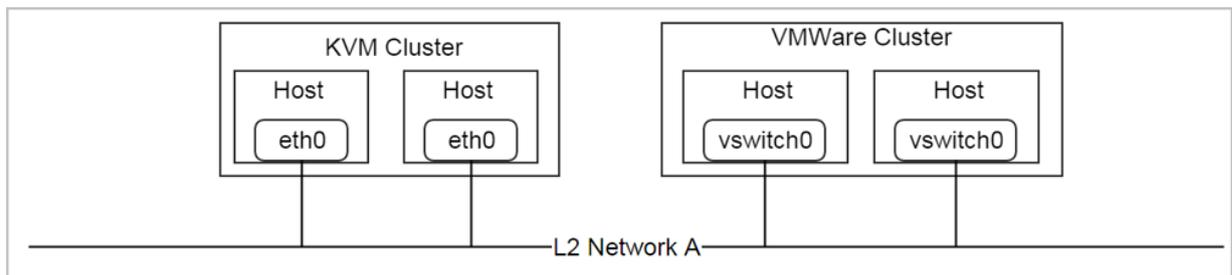 KVM Cluster
VMWare Cluster
Host
Host
Host
Host
eth0
eth0
vswitch0
vswitch0
L2 Network A